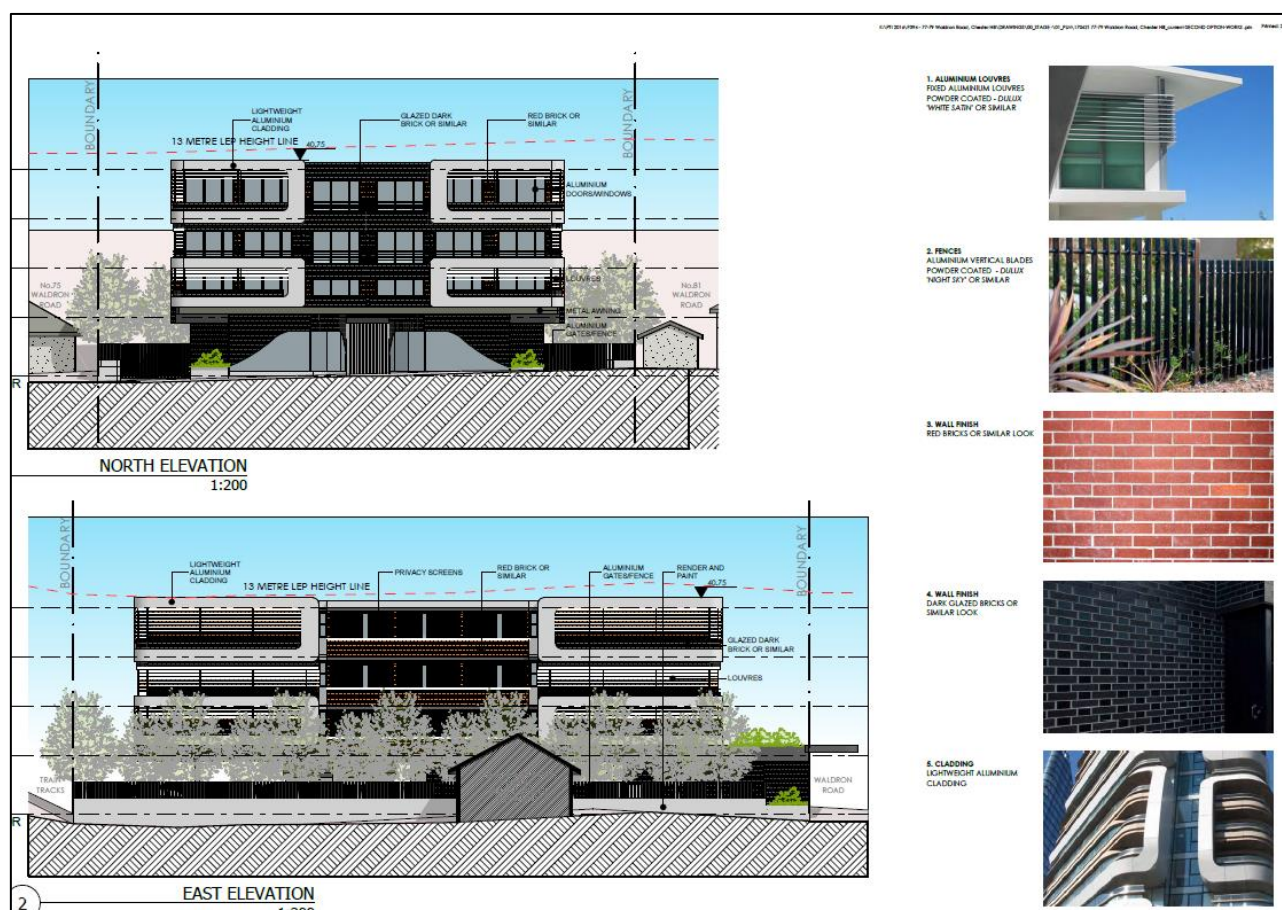 1. ALUMINIUM LOUVRES
FIXED ALUMINIUM LOUVRES
POWDER COATED - DULUX
'WHITE SATIN' OR SIMILAR
BOUNDARY
BOUNDARY
LIGHTWEIGHT
ALUMINIUM
CLADDING
GLAZED DARK
BRICK OR SIMILAR
RED BRICK OR
SIMILAR
13 METRE LEP HEIGHT LINE
40.75
ALUMINIUM
DOORS/WINDOWS
LOUVRES
METAL AWNING
ALUMINIUM
GATES/FENCE
No.75
WALDRON
ROAD
No.81
WALDRON
ROAD
R
NORTH ELEVATION
1:200
2. FENCES
ALUMINIUM VERTICAL BLADES
POWDER COATED - DULUX
'NIGHT SKY' OR SIMILAR
3. WALL FINISH
RED BRICKS OR SIMILAR LOOK
BOUNDARY
BOUNDARY
LIGHTWEIGHT
ALUMINIUM
CLADDING
13 METRE LEP HEIGHT LINE
PRIVACY SCREENS
RED BRICK OR
SIMILAR
ALUMINIUM
GATES/FENCE
RENDER AND
PAINT
40.75
GLAZED DARK
BRICK OR SIMILAR
LOUVRES
TRAIN
TRACKS
WALDRON
ROAD
R
4. WALL FINISH
DARK GLAZED BRICKS OR
SIMILAR LOOK
5. CLADDING
LIGHTWEIGHT ALUMINIUM
CLADDING
2
EAST ELEVATION
1:200